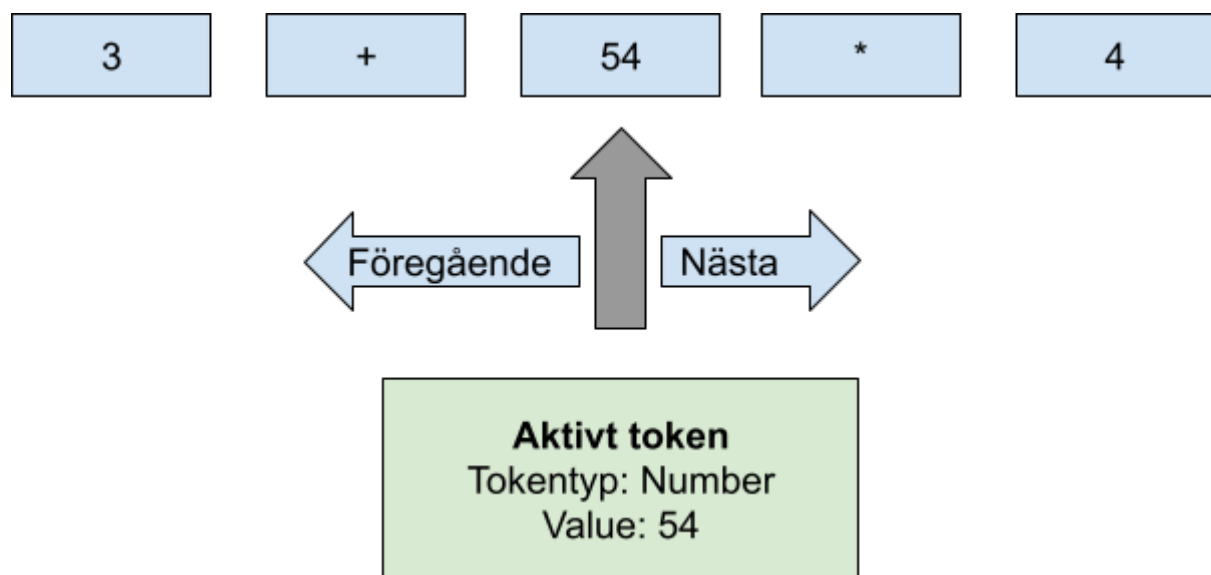 3 + 54 * 4
Föregående Nästa
Aktivt token
Tokentyp: Number
Value: 54